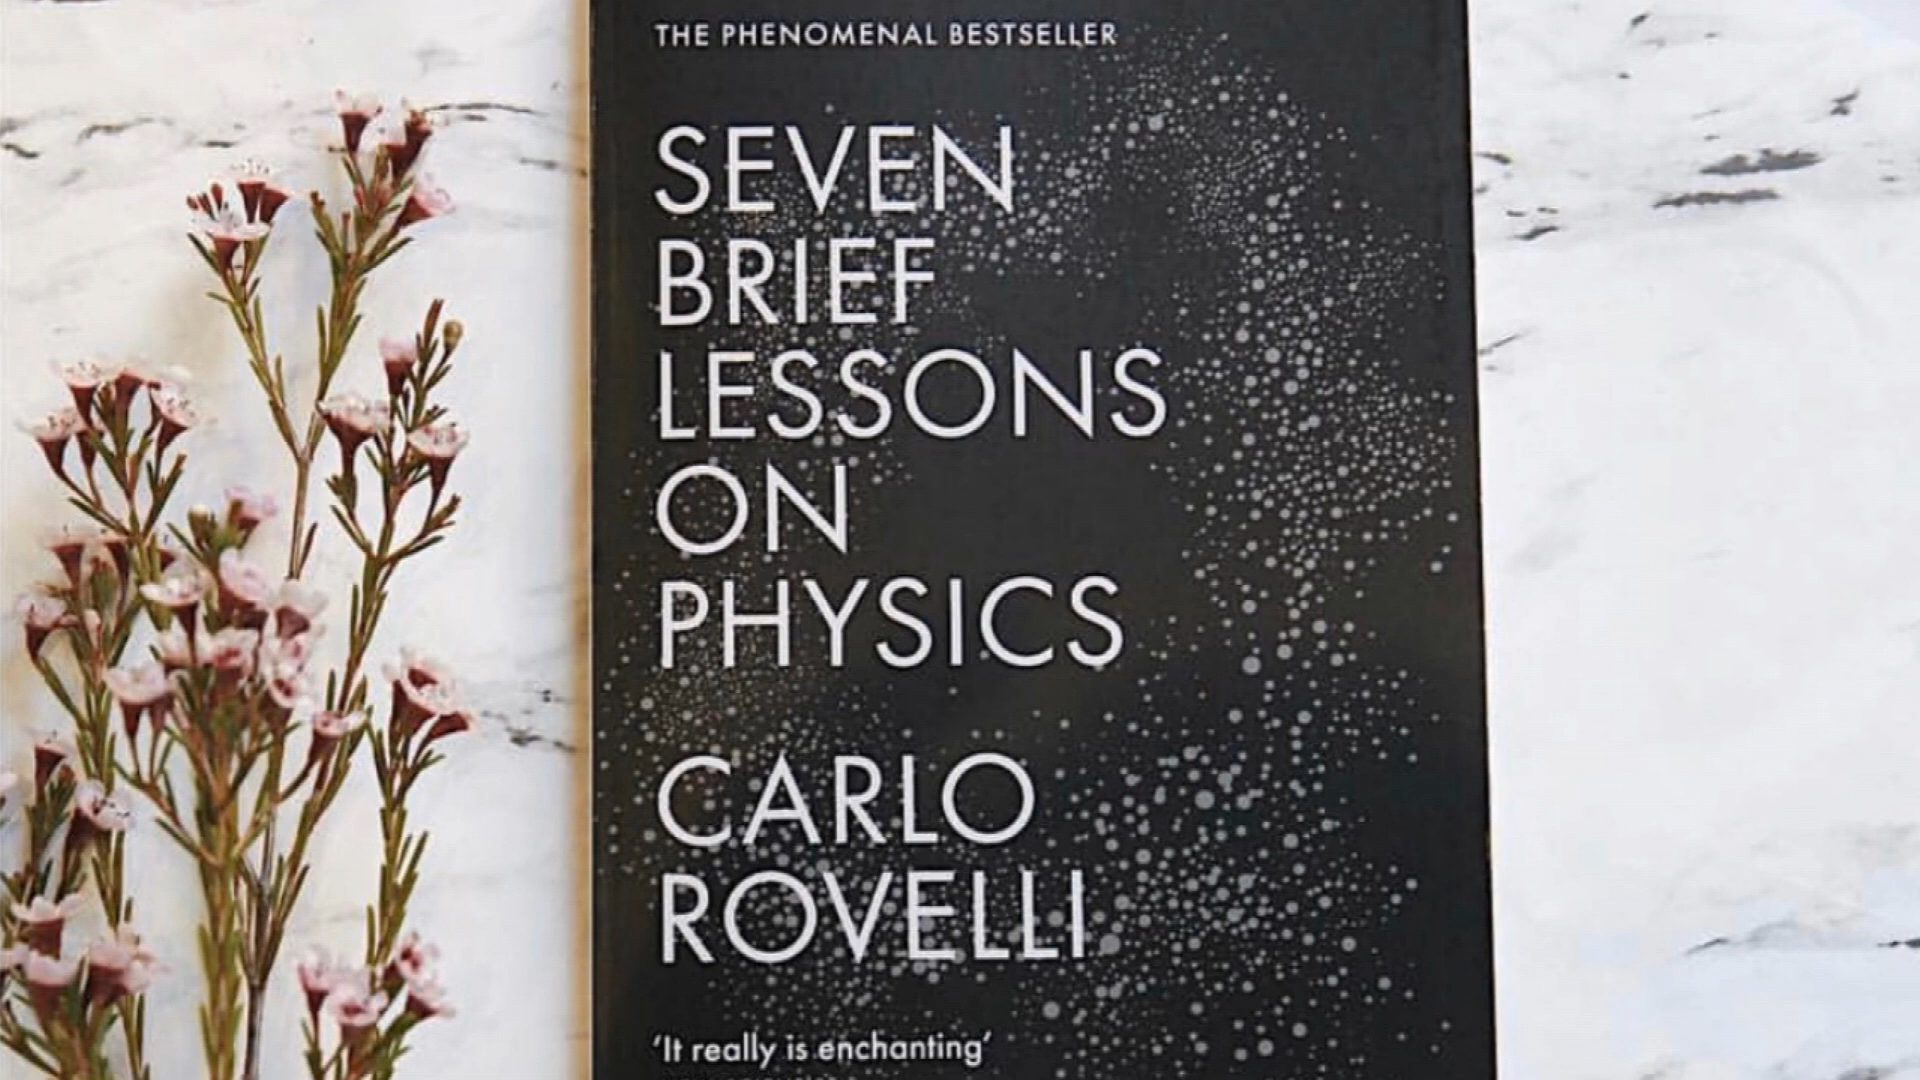 THE PHENOMENAL BESTSELLER
SEVEN
BRIEF
LESSONS
ON
PHYSICS
CARLO
ROVELLI
‘It really is enchanting’